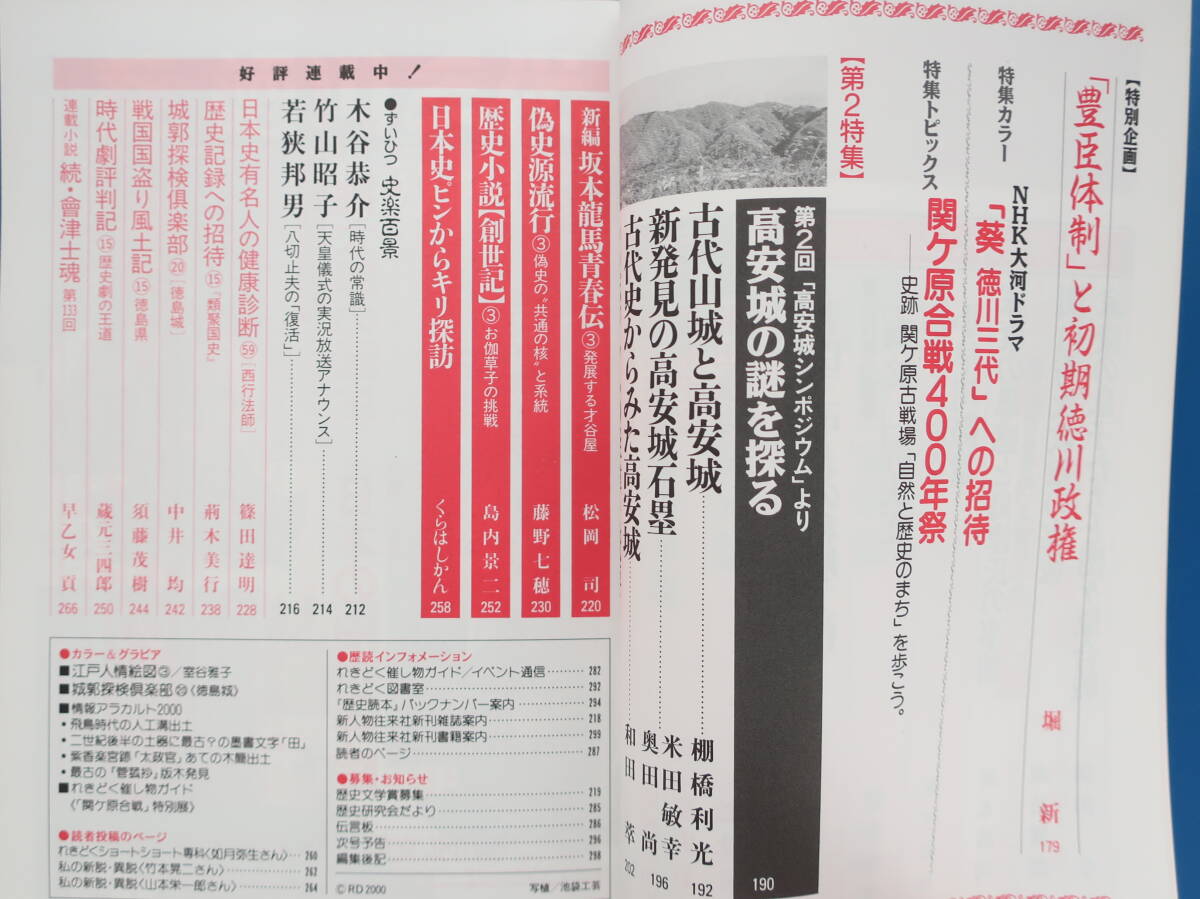 【特別企画】
「豊臣体制」と初期徳川政権
堀 新
179
特集カラー
NHK大河ドラマ
「葵 徳川三代」への招待
特集トピックス
関ケ原合戦400年祭
史跡 関ケ原古戦場「自然と歴史のまち」を歩こう。
【第2特集】
第2回「高安城シンポジウム」より
高安城の謎を探る
190
古代山城と高安城
棚橋利光
192
新発見の高安城石塁
米田敏幸
奥田 尚
196
古代史からみた高安城
和田 萃
202
好評連載中!
新編 坂本龍馬青春伝 ③発展する才谷屋
松岡 司
220
偽史源流行 ③偽史の“共通の核”と系統
藤野七穂
230
歴史小説【創世記】 ③お伽草子の挑戦
島内景二
252
日本史ピンからキリ探訪
くらはしかん
258
●ずいひつ 史楽百景
木谷恭介[時代の常識]
212
竹山昭子[天皇儀式の実況放送アナウンス]
214
若狭邦男[八切止夫の「復活」]
216
日本史有名人の健康診断 59[西行法師]
篠田達明
228
歴史記録への招待 ⑮『類聚国史』
荊木美行
238
城郭探検倶楽部 ⑳[徳島城]
中井 均
242
戦国国盗り風土記 ⑮徳島県
須藤茂樹
244
時代劇評判記 ⑮歴史劇の王道
蔵元三四郎
250
連載小説 続・會津士魂 第133回
早乙女 貢
266
●カラー&グラビア
■江戸人情絵図③/室谷雅子
■城郭探検倶楽部⑳〈徳島城〉
■情報アラカルト2000
・飛鳥時代の人工溝出土
・二世紀後半の土器に最古?の墨書文字「田」
・紫香楽宮跡「太政官」あての木簡出土
・最古の「菅蠡抄」版木発見
■れきどく催し物ガイド
〈「関ケ原合戦」特別展〉
●読者投稿のページ
れきどくショートショート専科〈如月弥生さん〉… 260
私の新説・異説〈竹本晃二さん〉… 262
私の新説・異説〈山本栄一郎さん〉… 264
●歴読インフォメーション
れきどく催し物ガイド/イベント通信… 282
れきどく図書室… 292
「歴史読本」バックナンバー案内… 294
新人物往来社新刊雑誌案内… 218
新人物往来社新刊書籍案内… 299
読者のページ… 287
●募集・お知らせ
歴史文学賞募集… 219
歴史研究会だより… 285
伝言板… 286
次号予告… 296
編集後記… 298
©RD2000
写植/池袋工芸